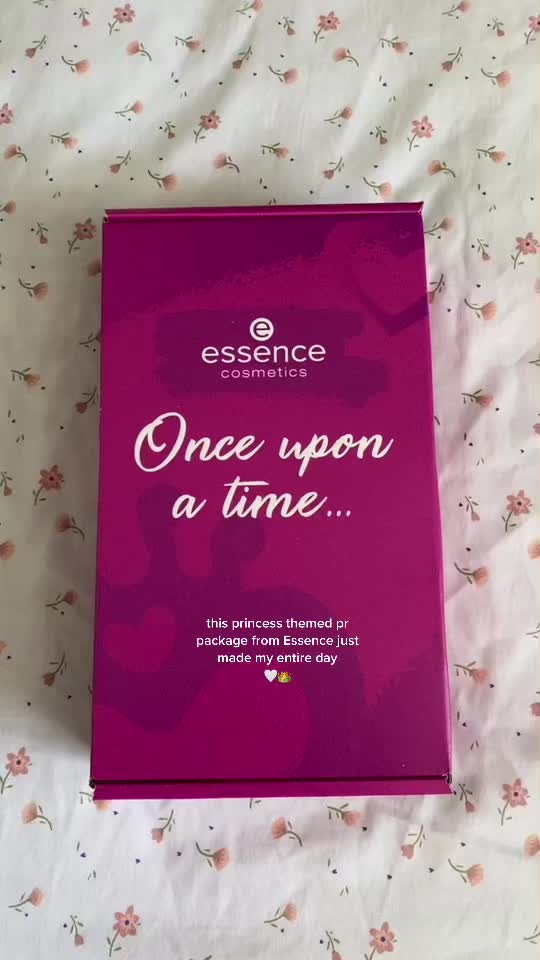 e
essence
cosmetics
Once upon
a time...
this princess themed pr
package from Essence just
made my entire day
🤍👑